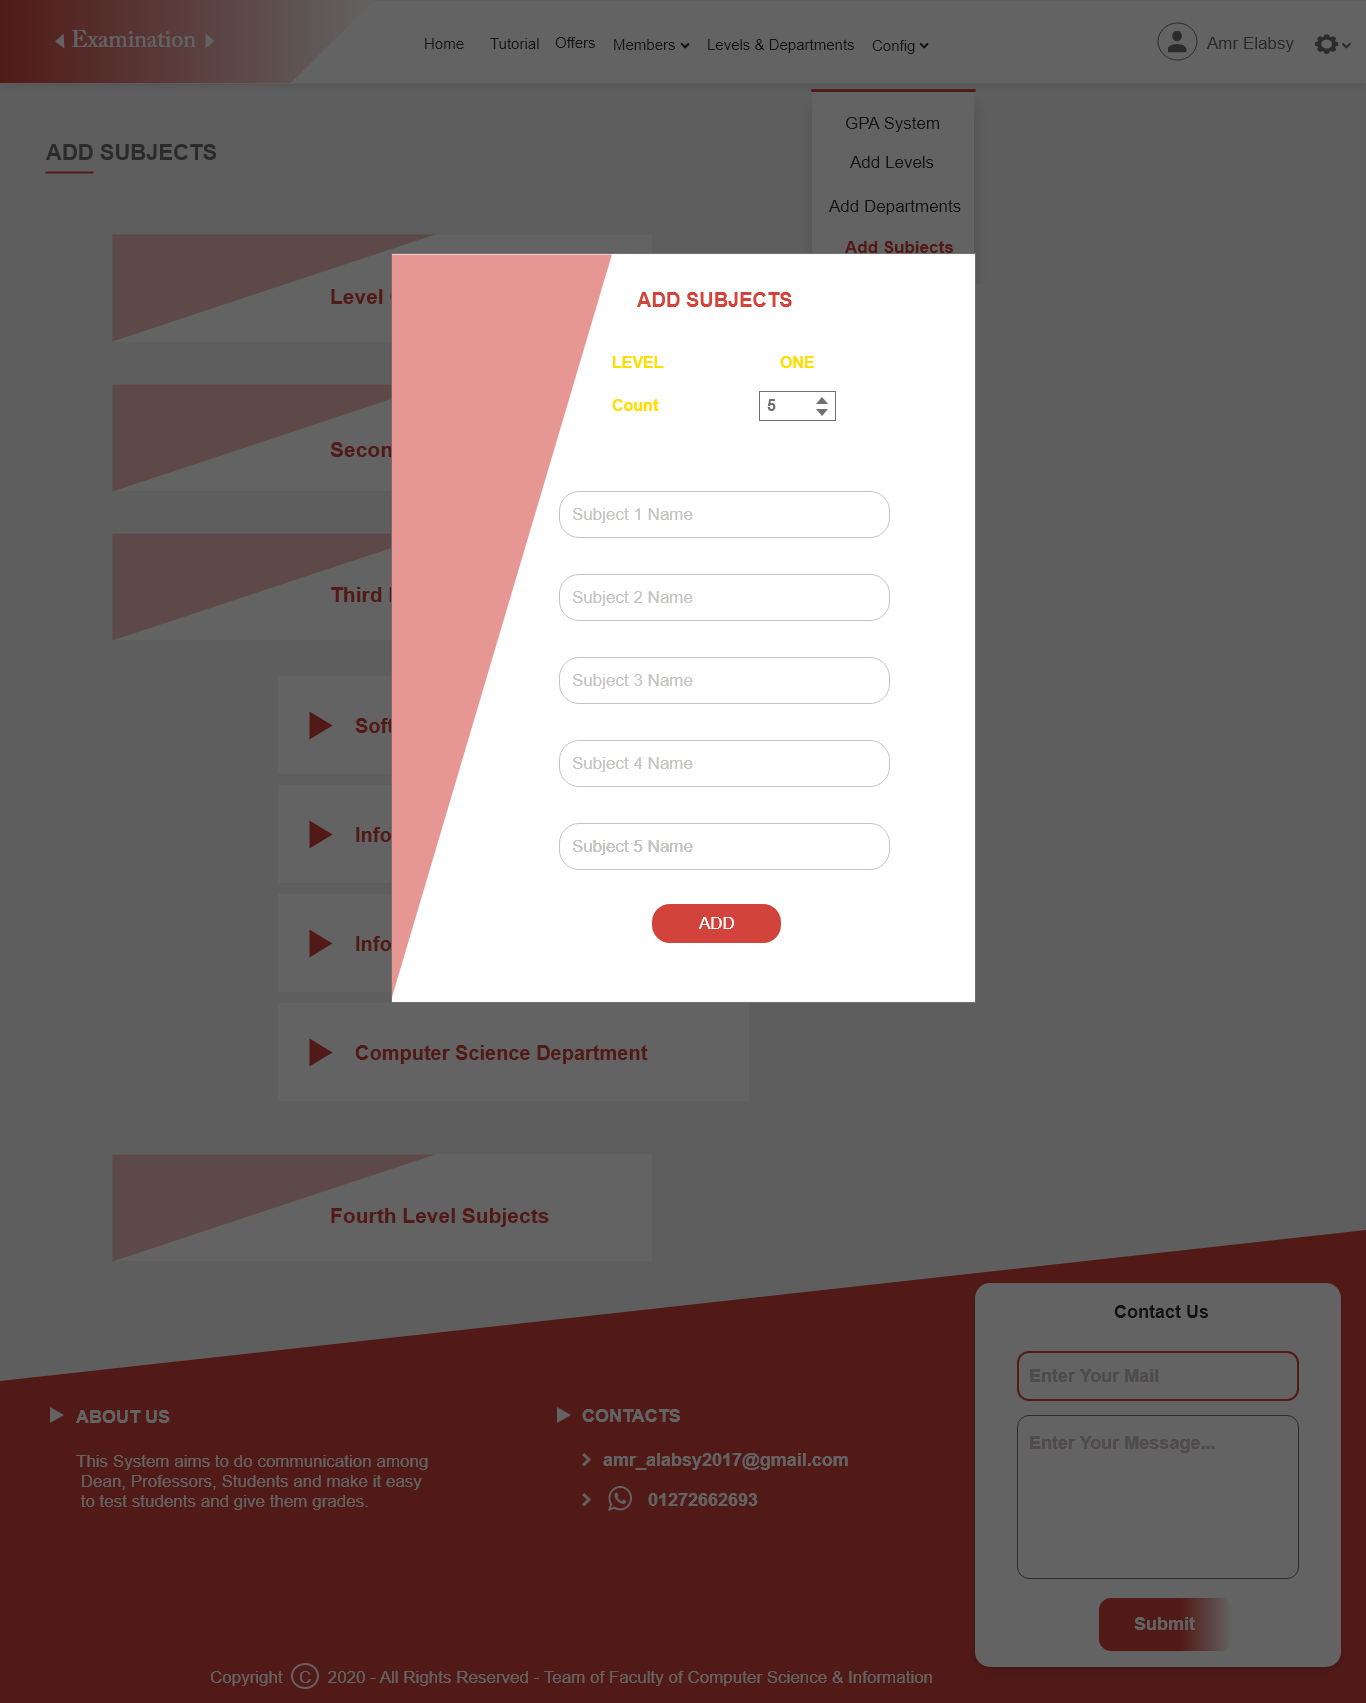 Examination
Home Tutorial Offers Members Levels & Departments Config
Amr Elabsy
GPA System
Add Levels
Add Departments
Add Subjects
ADD SUBJECTS
Level
Secon
Third
Soft
Info
Info
Computer Science Department
Fourth Level Subjects
ADD SUBJECTS
LEVEL ONE
Count 5
Subject 1 Name
Subject 2 Name
Subject 3 Name
Subject 4 Name
Subject 5 Name
ADD
ABOUT US
This System aims to do communication among
Dean, Professors, Students and make it easy
to test students and give them grades.
CONTACTS
amr_alabsy2017@gmail.com
01272662693
Contact Us
Enter Your Mail
Enter Your Message...
Submit
Copyright C 2020 - All Rights Reserved - Team of Faculty of Computer Science & Information